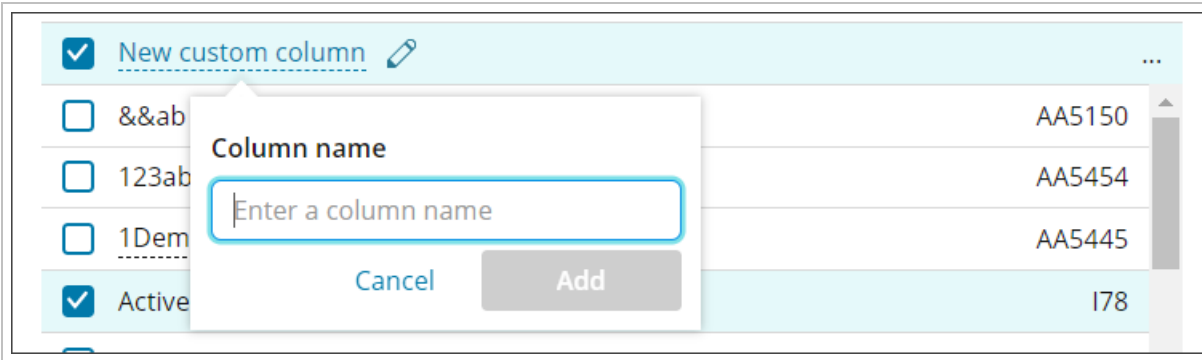 New custom column
...
&&ab
AA5150
Column name
123ab
AA5454
Enter a column name
1Dem
AA5445
Cancel
Add
Active
I78